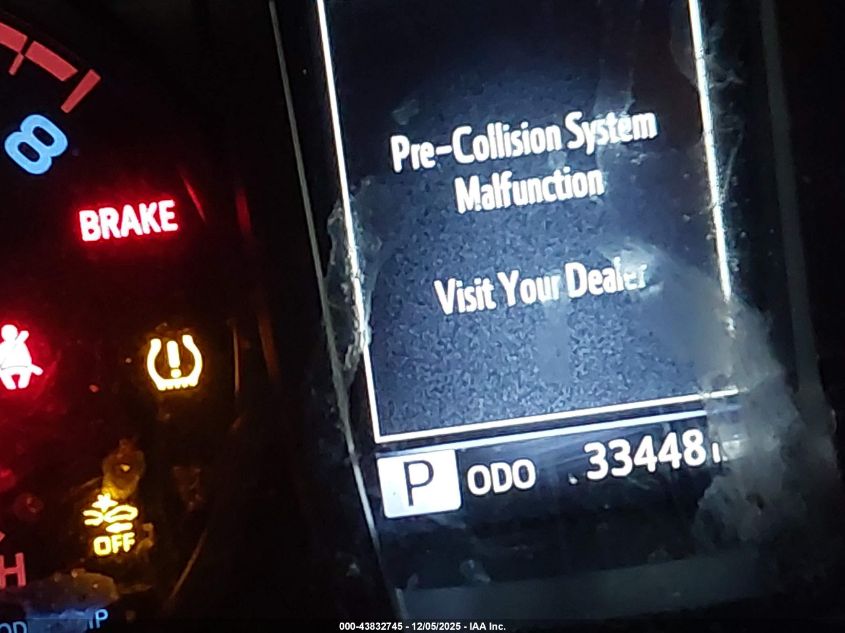 8
BRAKE
Pre-Collision System
Malfunction
Visit Your Dealer
P ODO 33448
OFF
H
000-43832745 - 12/05/2025 - IAA Inc.